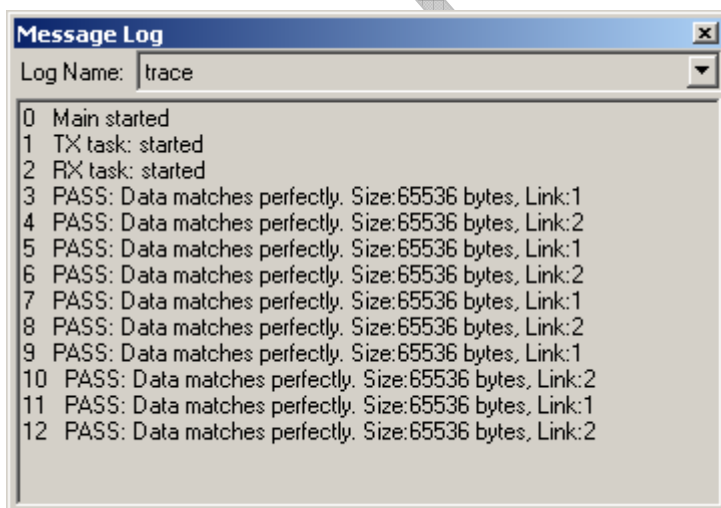 Message Log
Log Name: trace
0 Main started
1 TX task: started
2 RX task: started
3 PASS: Data matches perfectly. Size:65536 bytes, Link:1
4 PASS: Data matches perfectly. Size:65536 bytes, Link:2
5 PASS: Data matches perfectly. Size:65536 bytes, Link:1
6 PASS: Data matches perfectly. Size:65536 bytes, Link:2
7 PASS: Data matches perfectly. Size:65536 bytes, Link:1
8 PASS: Data matches perfectly. Size:65536 bytes, Link:2
9 PASS: Data matches perfectly. Size:65536 bytes, Link:1
10 PASS: Data matches perfectly. Size:65536 bytes, Link:2
11 PASS: Data matches perfectly. Size:65536 bytes, Link:1
12 PASS: Data matches perfectly. Size:65536 bytes, Link:2